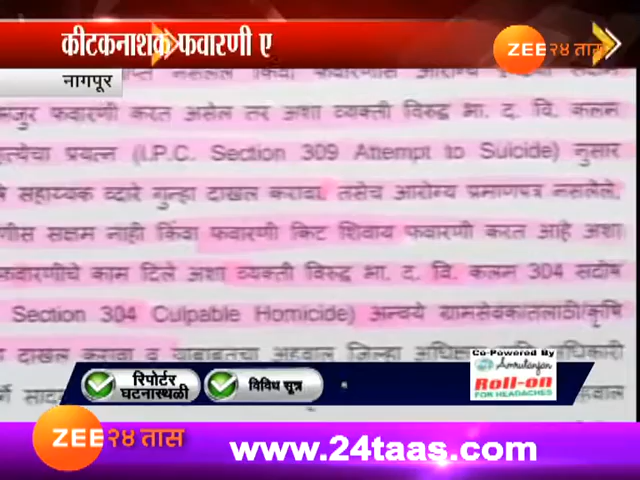 कीटकनाशक फवारणी ए
ZEE २४ तास
नागपूर
मजुर फवारणी करत असेल तर अशा व्यक्ती विरुद्ध भा. द. वि. कलम
हत्येचा प्रयत्न (I.P.C. Section 309 Attempt to Suicide) नुसार
सहाय्यक व्दारे गुन्हा दाखल करावा. तसेच आरोग्य प्रमाणपत्र नसलेले,
सक्षम नाही किंवा फवारणी किट शिवाय फवारणी करत आहे अशा
फवारणीचे काम दिले अशा व्यक्ती विरुद्ध भा. द. वि. कलम 304 सदोष
Section 304 Culpable Homicide) अन्वये ग्रामसेवक/तलाठी/कृषि
दाखल करावा व याबाबतचा अहवाल जिल्हा
Co-Powered By
Amrutanjan
Roll-on
FOR HEADACHES
रिपोर्टर
घटनास्थळी
विविध सूत्र
ZEE २४ तास
www.24taas.com